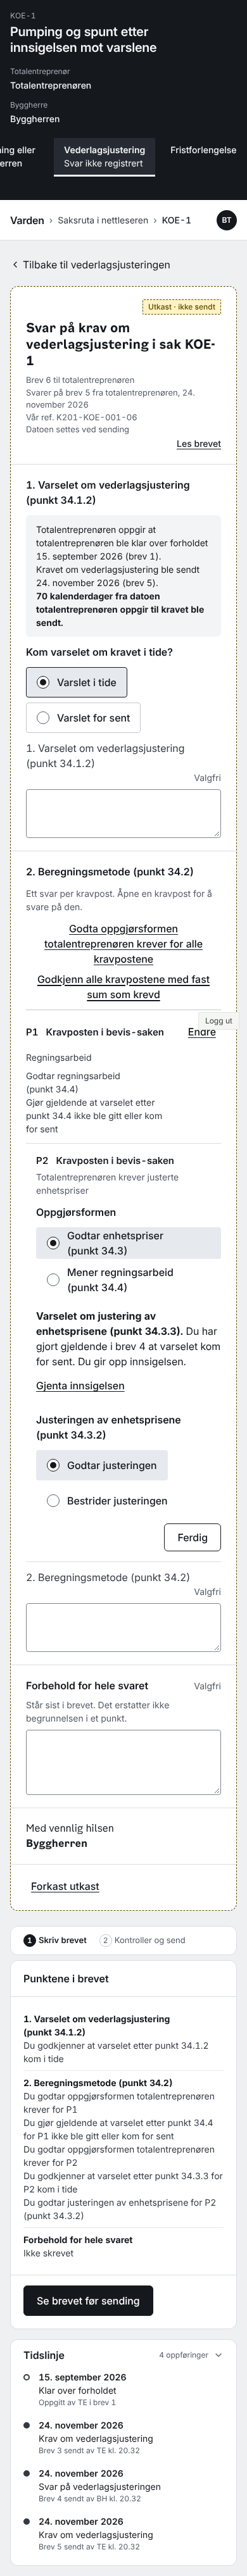 KOE-1
Pumping og spunt etter
innsigelsen mot varslene
Totalentreprenør
Totalentreprenøren
Byggherre
Byggherren
Vederlagsjustering
Fristforlengelse
Svar ikke registrert
Varden › Saksruta i nettleseren › KOE-1
BT
Tilbake til vederlagsjusteringen
Utkast · ikke sendt
Svar på krav om
vederlagsjustering i sak KOE-
1
Brev 6 til totalentreprenøren
Svarer på brev 5 fra totalentreprenøren, 24.
november 2026
Vår ref. K201-KOE-001-06
Datoen settes ved sending
Les brevet
1. Varselet om vederlagsjustering
(punkt 34.1.2)
Totalentreprenøren oppgir at
totalentreprenøren ble klar over forholdet
15. september 2026 (brev 1).
Kravet om vederlagsjustering ble sendt
24. november 2026 (brev 5).
70 kalenderdager fra datoen
totalentreprenøren oppgir til kravet ble
sendt.
Kom varselet om kravet i tide?
Varslet i tide
Varslet for sent
1. Varselet om vederlagsjustering
(punkt 34.1.2)
Valgfri
2. Beregningsmetode (punkt 34.2)
Ett svar per kravpost. Åpne en kravpost for å
svare på den.
Godta oppgjørsformen
totalentreprenøren krever for alle
kravpostene
Godkjenn alle kravpostene med fast
sum som krevd
Logg ut
P1 Kravposten i bevis-saken
Endre
Regningsarbeid
Godtar regningsarbeid
(punkt 34.4)
Gjør gjeldende at varselet etter
punkt 34.4 ikke ble gitt eller kom
for sent
P2 Kravposten i bevis-saken
Totalentreprenøren krever justerte
enhetspriser
Oppgjørsformen
Godtar enhetspriser
(punkt 34.3)
Mener regningsarbeid
(punkt 34.4)
Varselet om justering av
enhetsprisene (punkt 34.3.3). Du har
gjort gjeldende i brev 4 at varselet kom
for sent. Du gir opp innsigelsen.
Gjenta innsigelsen
Justeringen av enhetsprisene
(punkt 34.3.2)
Godtar justeringen
Bestrider justeringen
Ferdig
2. Beregningsmetode (punkt 34.2)
Valgfri
Forbehold for hele svaret
Valgfri
Står sist i brevet. Det erstatter ikke
begrunnelsen i et punkt.
Med vennlig hilsen
Byggherren
Forkast utkast
1 Skriv brevet 2 Kontroller og send
Punktene i brevet
1. Varselet om vederlagsjustering
(punkt 34.1.2)
Du godkjenner at varselet etter punkt 34.1.2
kom i tide
2. Beregningsmetode (punkt 34.2)
Du godtar oppgjørsformen totalentreprenøren
krever for P1
Du gjør gjeldende at varselet etter punkt 34.4
for P1 ikke ble gitt eller kom for sent
Du godtar oppgjørsformen totalentreprenøren
krever for P2
Du godkjenner at varselet etter punkt 34.3.3 for
P2 kom i tide
Du godtar justeringen av enhetsprisene for P2
(punkt 34.3.2)
Forbehold for hele svaret
Ikke skrevet
Se brevet før sending
Tidslinje
4 oppføringer
15. september 2026
Klar over forholdet
Oppgitt av TE i brev 1
24. november 2026
Krav om vederlagsjustering
Brev 3 sendt av TE kl. 20.32
24. november 2026
Svar på vederlagsjusteringen
Brev 4 sendt av BH kl. 20.32
24. november 2026
Krav om vederlagsjustering
Brev 5 sendt av TE kl. 20.32